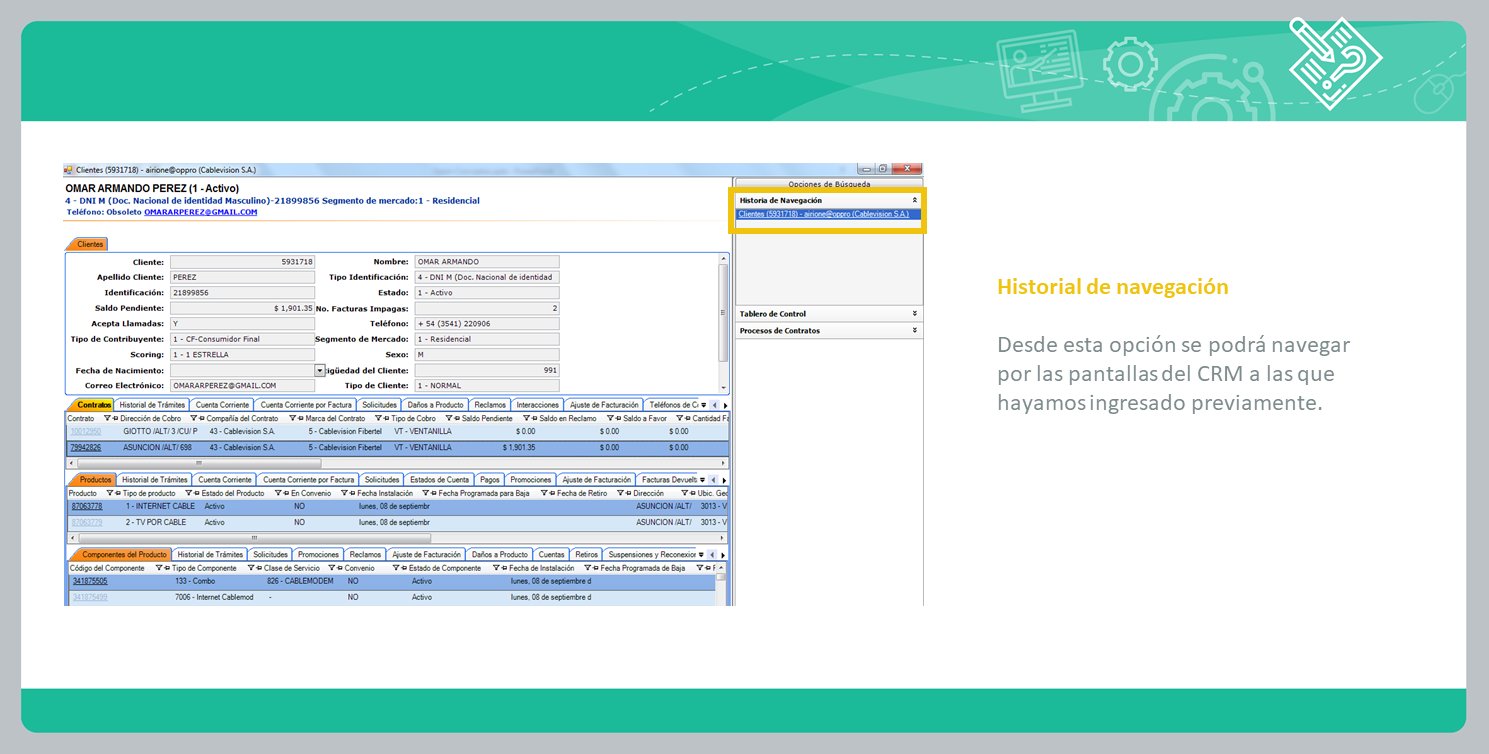 Clientes (5931718) - airione@oppro (Cablevision S.A.)
OMAR ARMANDO PEREZ (1 - Activo)
4 - DNI M (Doc. Nacional de identidad Masculino)-21899856 Segmento de mercado:1 - Residencial
Teléfono: Obsoleto OMARARPEREZ@GMAIL.COM
Clientes
Cliente: 5931718 Nombre: OMAR ARMANDO
Apellido Cliente: PEREZ Tipo Identificación: 4 - DNI M (Doc. Nacional de identidad
Identificación: 21899856 Estado: 1 - Activo
Saldo Pendiente: $ 1,901.35 No. Facturas Impagas: 2
Acepta Llamadas: Y Teléfono: + 54 (3541) 220906
Tipo de Contribuyente: 1 - CF-Consumidor Final Segmento de Mercado: 1 - Residencial
Scoring: 1 - 1 ESTRELLA Sexo: M
Fecha de Nacimiento: igüedad del Cliente: 991
Correo Electrónico: OMARARPEREZ@GMAIL.COM Tipo de Cliente: 1 - NORMAL
Contratos Historial de Trámites Cuenta Corriente Cuenta Corriente por Factura Solicitudes Daños a Producto Reclamos Interacciones Ajuste de Facturación Teléfonos de Co
Contrato Dirección de Cobro Compañía del Contrato Marca del Contrato Tipo de Cobro Saldo Pendiente Saldo en Reclamo Saldo a Favor Cantidad Fa
10012950 GIOTTO /ALT/ 3 /CU/ P 43 - Cablevision S.A. 5 - Cablevision Fibertel VT - VENTANILLA $ 0.00 $ 0.00 $ 0.00
79942826 ASUNCION /ALT/ 698 43 - Cablevision S.A. 5 - Cablevision Fibertel VT - VENTANILLA $ 1,901.35 $ 0.00 $ 0.00
Productos Historial de Trámites Cuenta Corriente Cuenta Corriente por Factura Solicitudes Estados de Cuenta Pagos Promociones Ajuste de Facturación Facturas Devuelt
Producto Tipo de producto Estado del Producto En Convenio Fecha Instalación Fecha Programada para Baja Fecha de Retiro Dirección Ubic. Geo
87063778 1 - INTERNET CABLE Activo NO lunes, 08 de septiembr ASUNCION /ALT/ 3013 - V
87063779 2 - TV POR CABLE Activo NO lunes, 08 de septiembr ASUNCION /ALT/ 3013 - V
Componentes del Producto Historial de Trámites Solicitudes Promociones Reclamos Ajuste de Facturación Daños a Producto Cuentas Retiros Suspensiones y Reconexior
Código del Componente Tipo de Componente Clase de Servicio Convenio Estado de Componente Fecha de Instalación Fecha Programada de Baja F
341875505 133 - Combo 826 - CABLEMODEM NO Activo lunes, 08 de septiembre d
341875499 7006 - Internet Cablemod - NO Activo lunes, 08 de septiembre d
Opciones de Búsqueda
Historia de Navegación
Clientes (5931718) - airione@oppro (Cablevision S.A.)
Tablero de Control
Procesos de Contratos
Historial de navegación
Desde esta opción se podrá navegar
por las pantallas del CRM a las que
hayamos ingresado previamente.